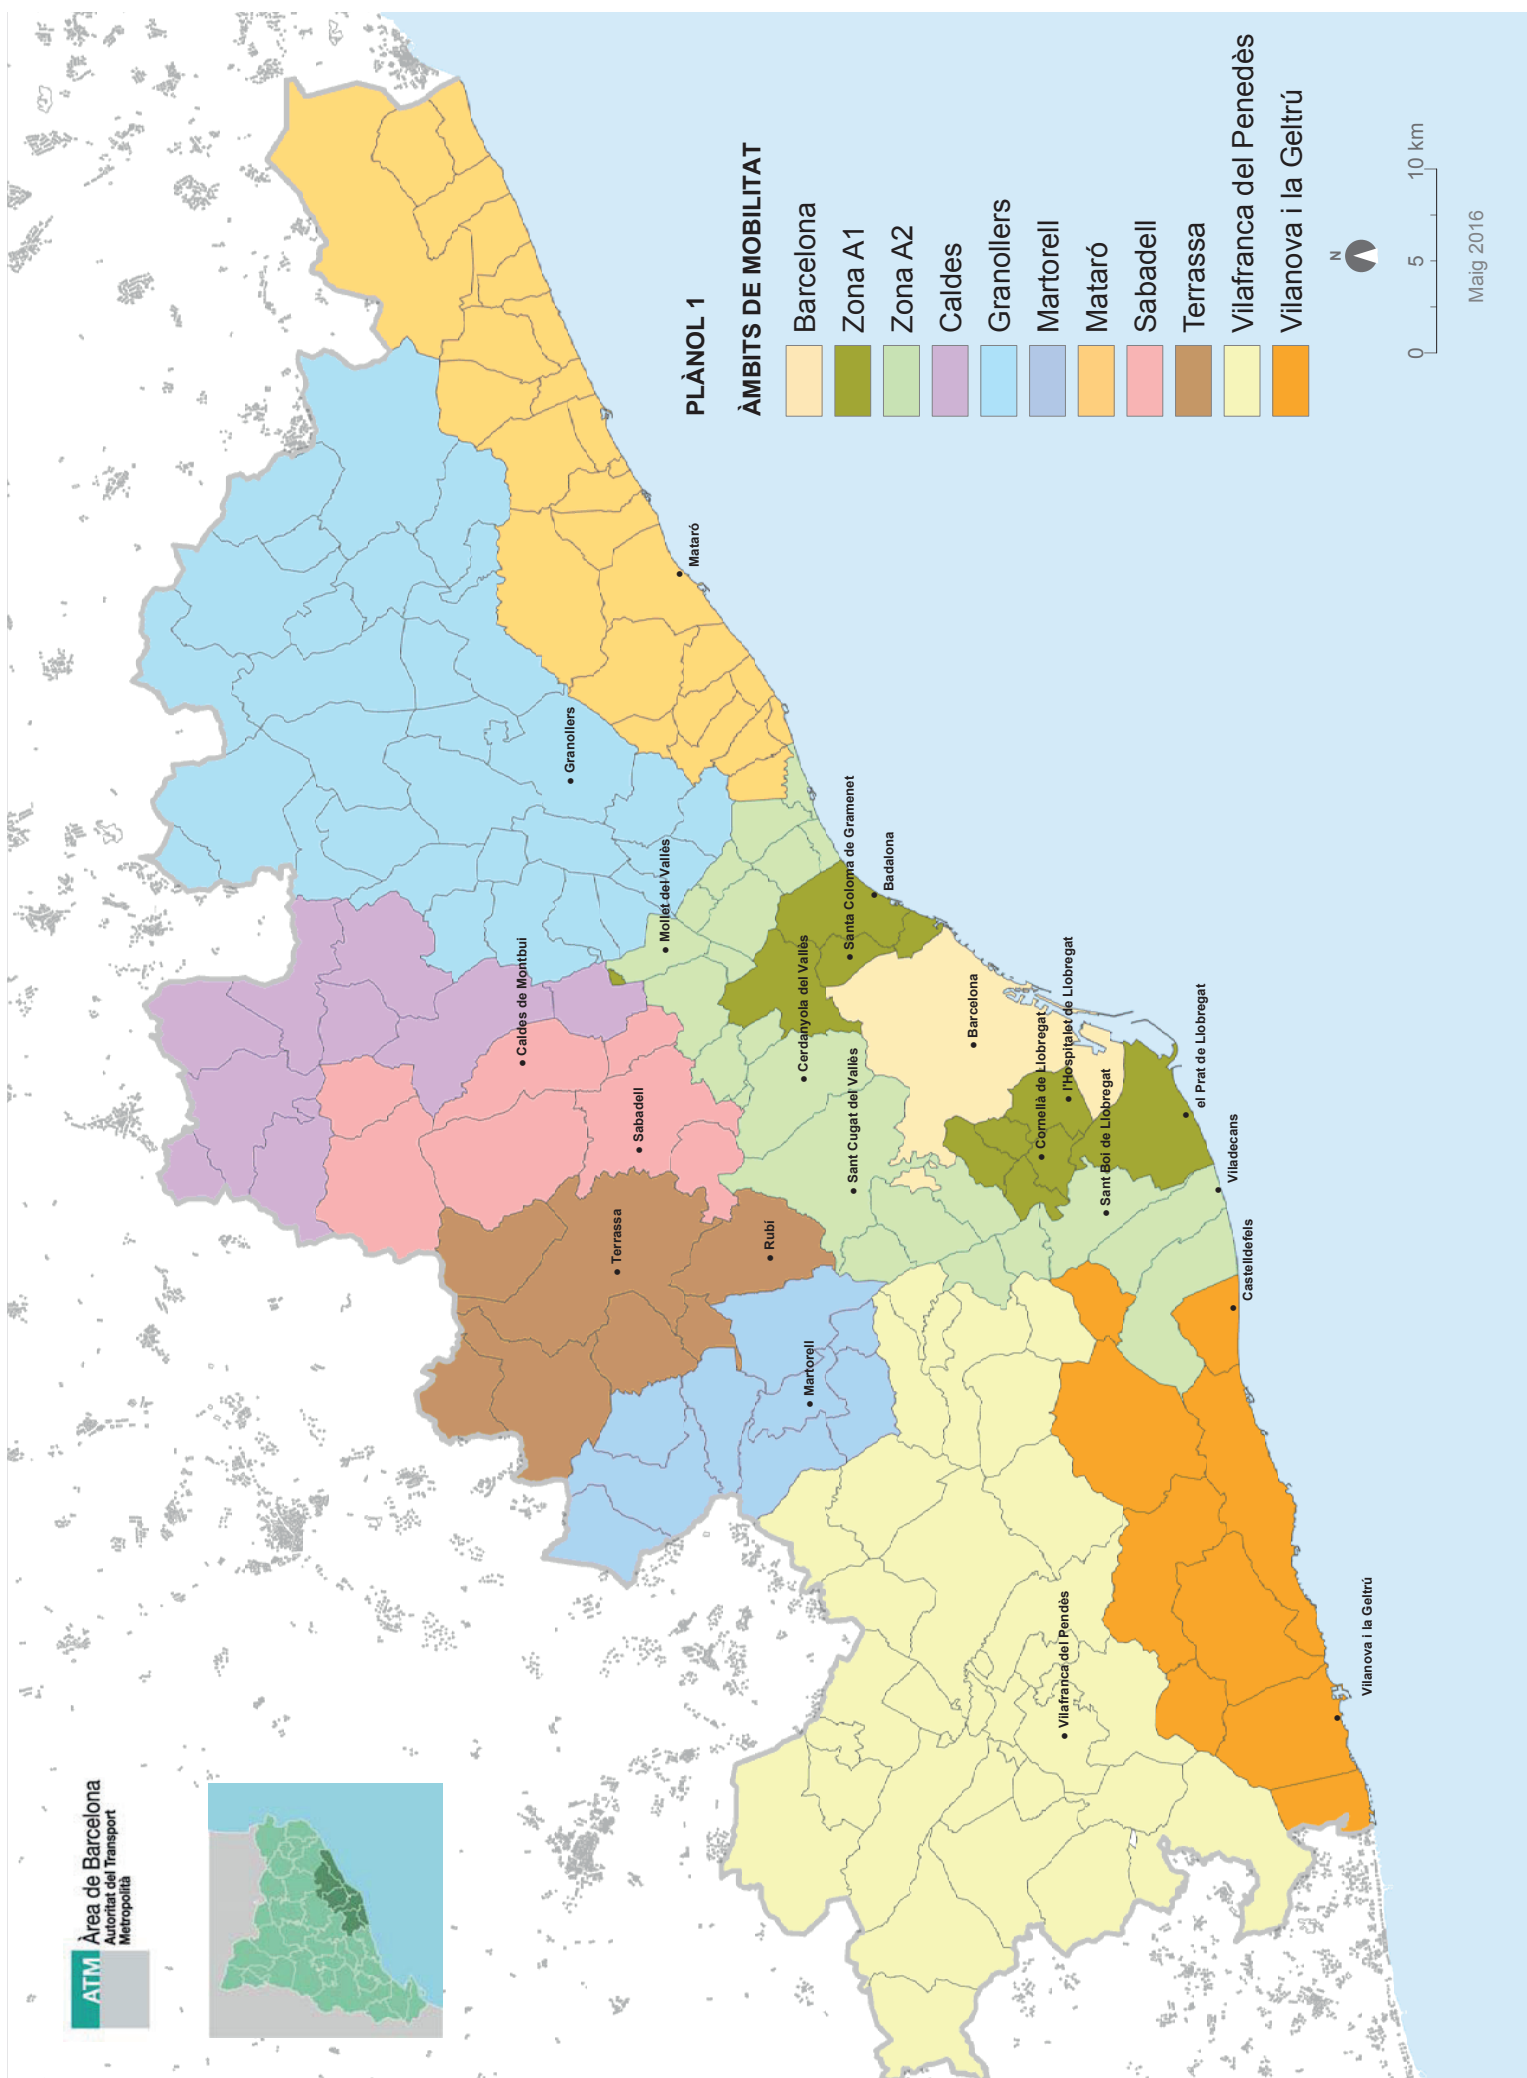 ATM
Àrea de Barcelona
Autoritat del Transport
Metropolità
PLÀNOL 1
ÀMBITS DE MOBILITAT
Barcelona
Zona A1
Zona A2
Caldes
Granollers
Martorell
Mataró
Sabadell
Terrassa
Vilafranca del Penedès
Vilanova i la Geltrú
N
0 5 10 km
Maig 2016
Mataró
Granollers
Mollet del Vallès
Santa Coloma de Gramenet
Badalona
Caldes de Montbui
Cerdanyola del Vallès
Barcelona
l'Hospitalet de Llobregat
Cornellà de Llobregat
el Prat de Llobregat
Sabadell
Sant Cugat del Vallès
Sant Boi de Llobregat
Viladecans
Terrassa
Rubí
Castelldefels
Martorell
Vilafranca del Pendès
Vilanova i la Geltrú